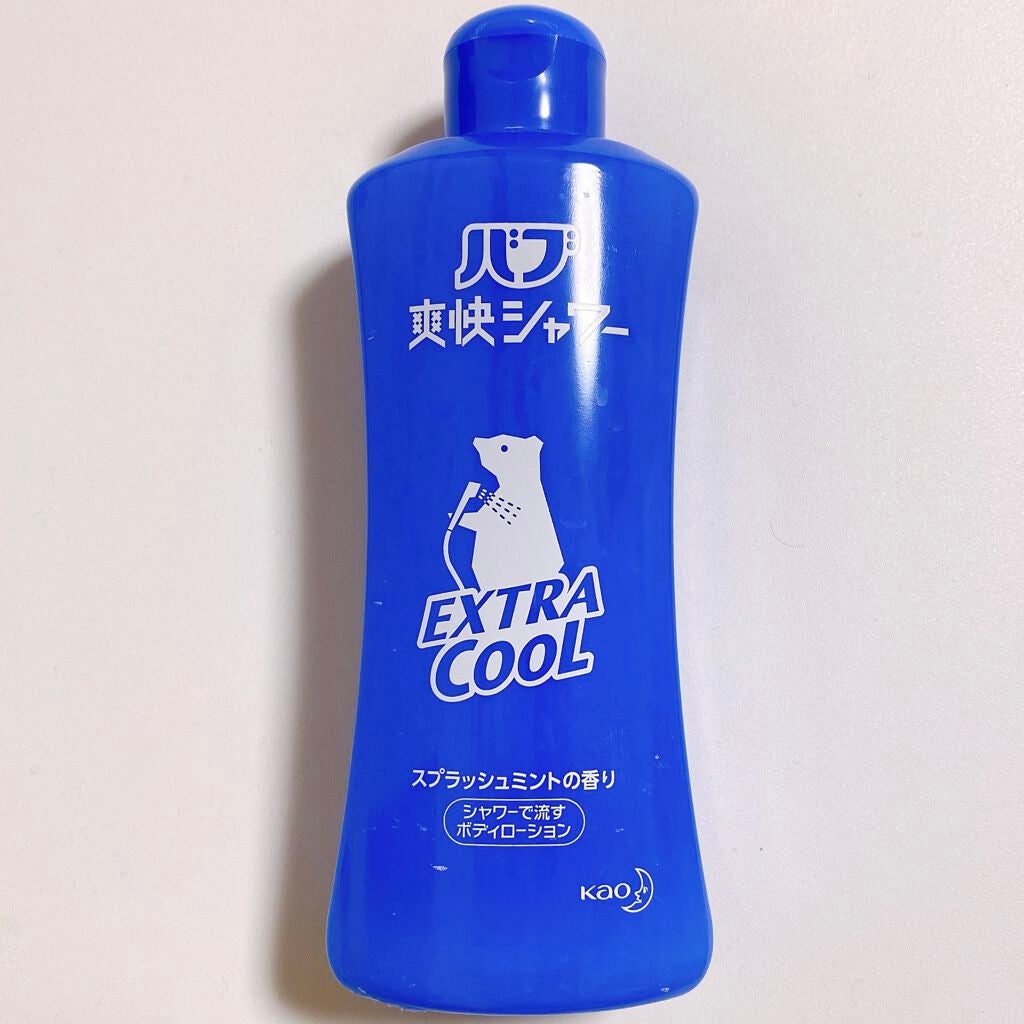 バブ
爽快シャワー
EXTRA
COOL
スプラッシュミントの香り
シャワーで流す
ボディローション
Kao